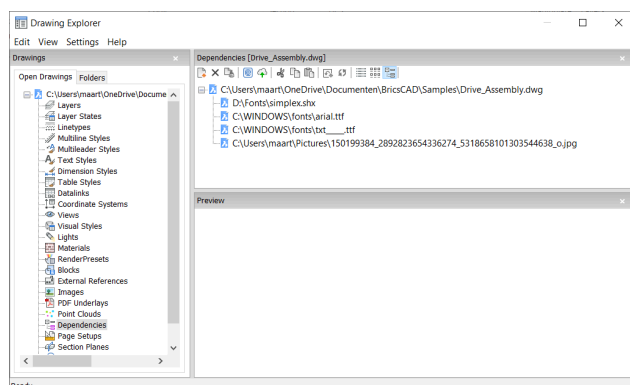 Drawing Explorer
Edit View Settings Help
Drawings
Dependencies [Drive_Assembly.dwg]
Open Drawings Folders
C:\Users\maart\OneDrive\Docume
Layers
Layer States
Linetypes
Multiline Styles
Multileader Styles
Text Styles
Dimension Styles
Table Styles
Datalinks
Coordinate Systems
Views
Visual Styles
Lights
Materials
RenderPresets
Blocks
External References
Images
PDF Underlays
Point Clouds
Dependencies
Page Setups
Section Planes
C:\Users\maart\OneDrive\Documenten\BricsCAD\Samples\Drive_Assembly.dwg
D:\Fonts\simplex.shx
C:\WINDOWS\fonts\arial.ttf
C:\WINDOWS\fonts\txt____.ttf
C:\Users\maart\Pictures\150199384_2892823654336274_5318658101303544638_o.jpg
Preview